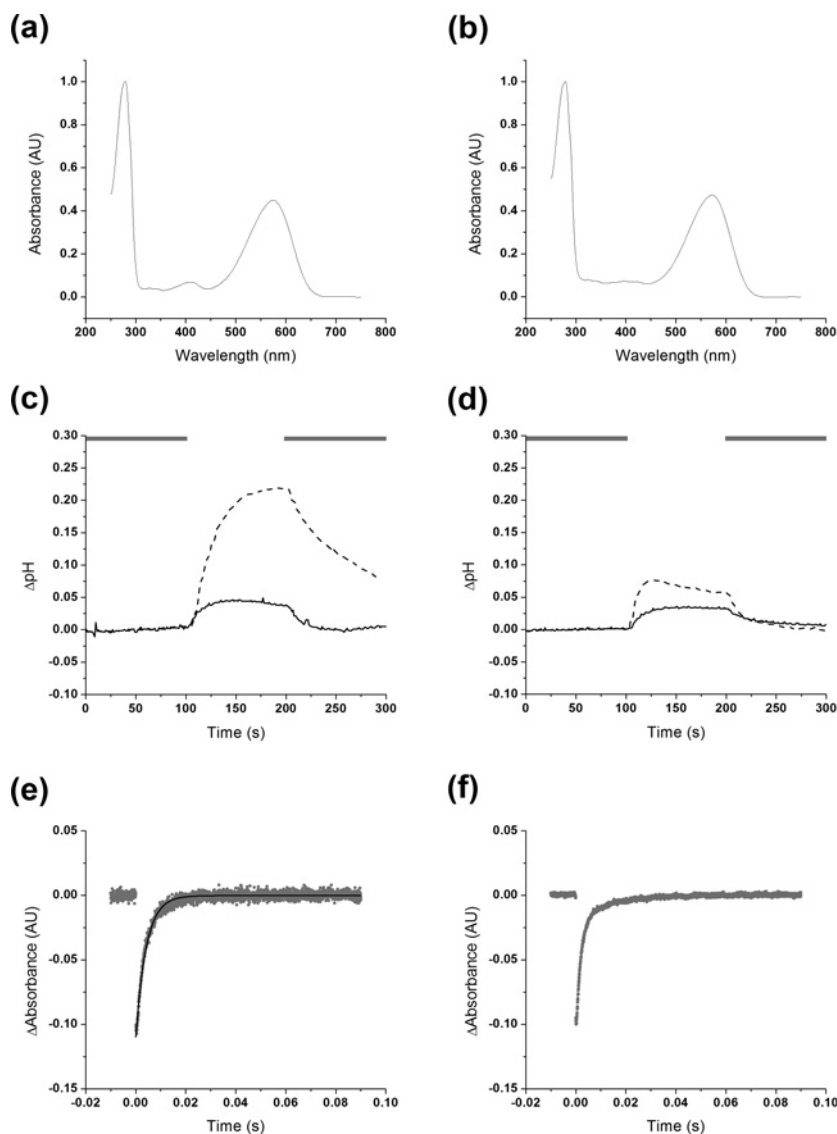 (a)
(b)
Absorbance (AU)
1.0
0.8
0.6
0.4
0.2
0.0
200 300 400 500 600 700 800
Wavelength (nm)
Absorbance (AU)
1.0
0.8
0.6
0.4
0.2
0.0
200 300 400 500 600 700 800
Wavelength (nm)
(c)
(d)
ΔpH
0.30
0.25
0.20
0.15
0.10
0.05
0.00
-0.05
-0.10
0 50 100 150 200 250 300
Time (s)
ΔpH
0.30
0.25
0.20
0.15
0.10
0.05
0.00
-0.05
-0.10
0 50 100 150 200 250 300
Time (s)
(e)
(f)
ΔAbsorbance (AU)
0.05
0.00
-0.05
-0.10
-0.15
-0.02 0.00 0.02 0.04 0.06 0.08 0.10
Time (s)
ΔAbsorbance (AU)
0.05
0.00
-0.05
-0.10
-0.15
-0.02 0.00 0.02 0.04 0.06 0.08 0.10
Time (s)